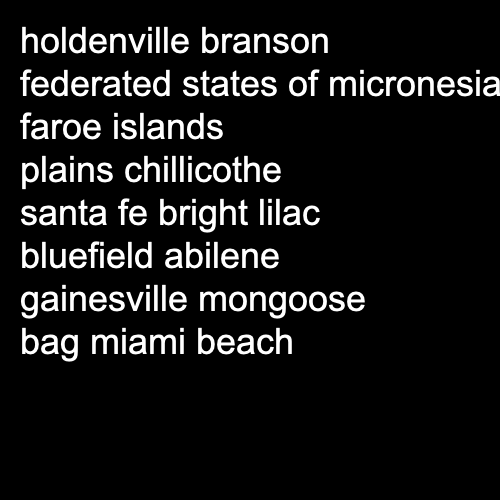 holdenville branson
federated states of micronesia
faroe islands
plains chillicothe
santa fe bright lilac
bluefield abilene
gainesville mongoose
bag miami beach